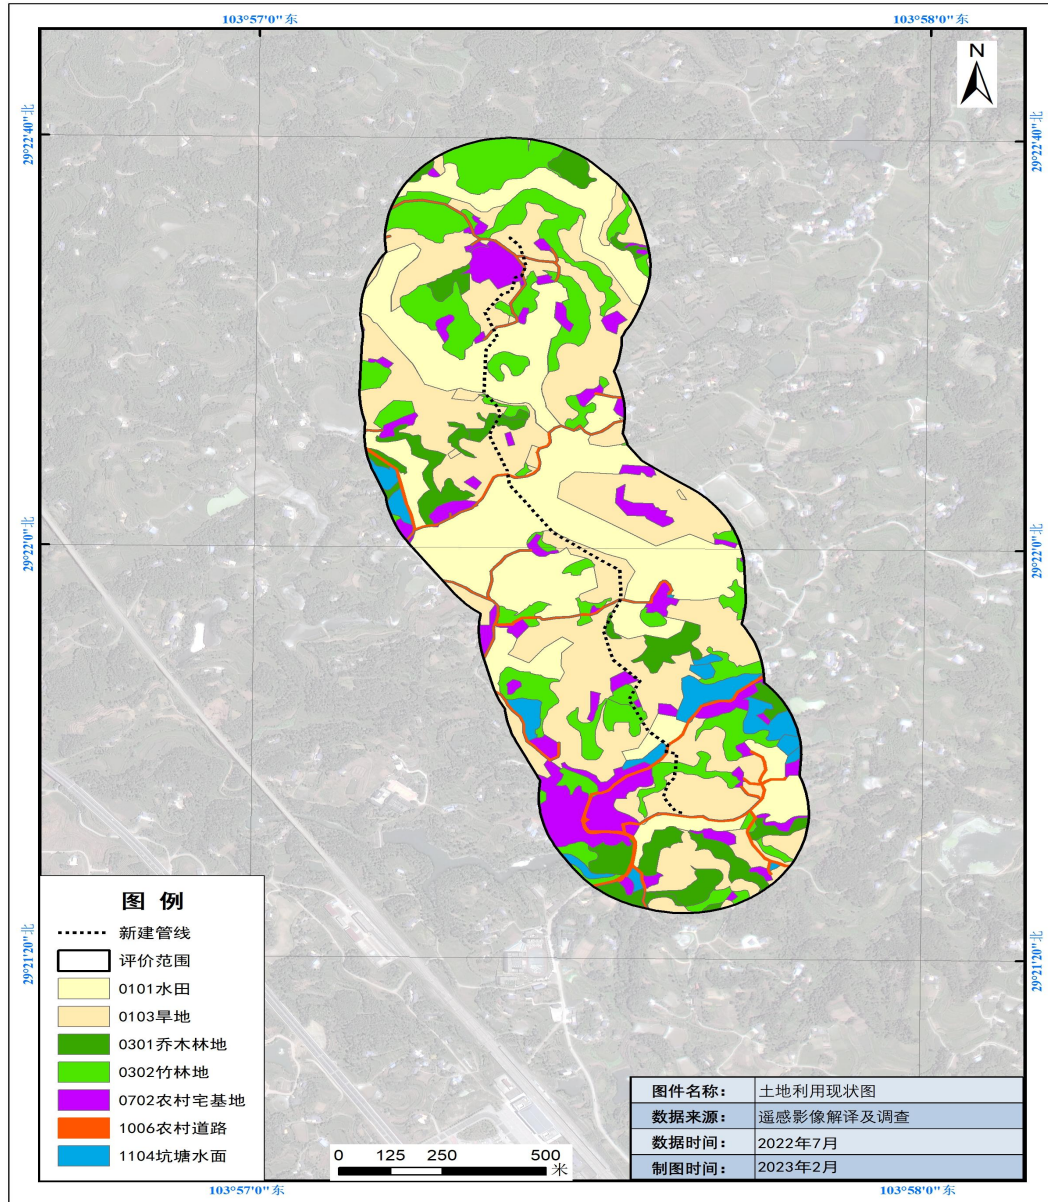 103°57'0" 东
103°58'0" 东
N
29°22'40" 北
29°22'40" 北
29°22'0" 北
29°22'0" 北
29°21'20" 北
29°21'20" 北
图 例
新建管线
评价范围
0101水田
0103旱地
0301乔木林地
0302竹林地
0702农村宅基地
1006农村道路
1104坑塘水面
0 125 250 500
米
图件名称： 土地利用现状图
数据来源： 遥感影像解译及调查
数据时间： 2022年7月
制图时间： 2023年2月
103°57'0" 东
103°58'0" 东